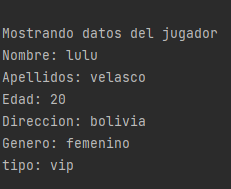 Mostrando datos del jugador
Nombre: lulu
Apellidos: velasco
Edad: 20
Direccion: bolivia
Genero: femenino
tipo: vip